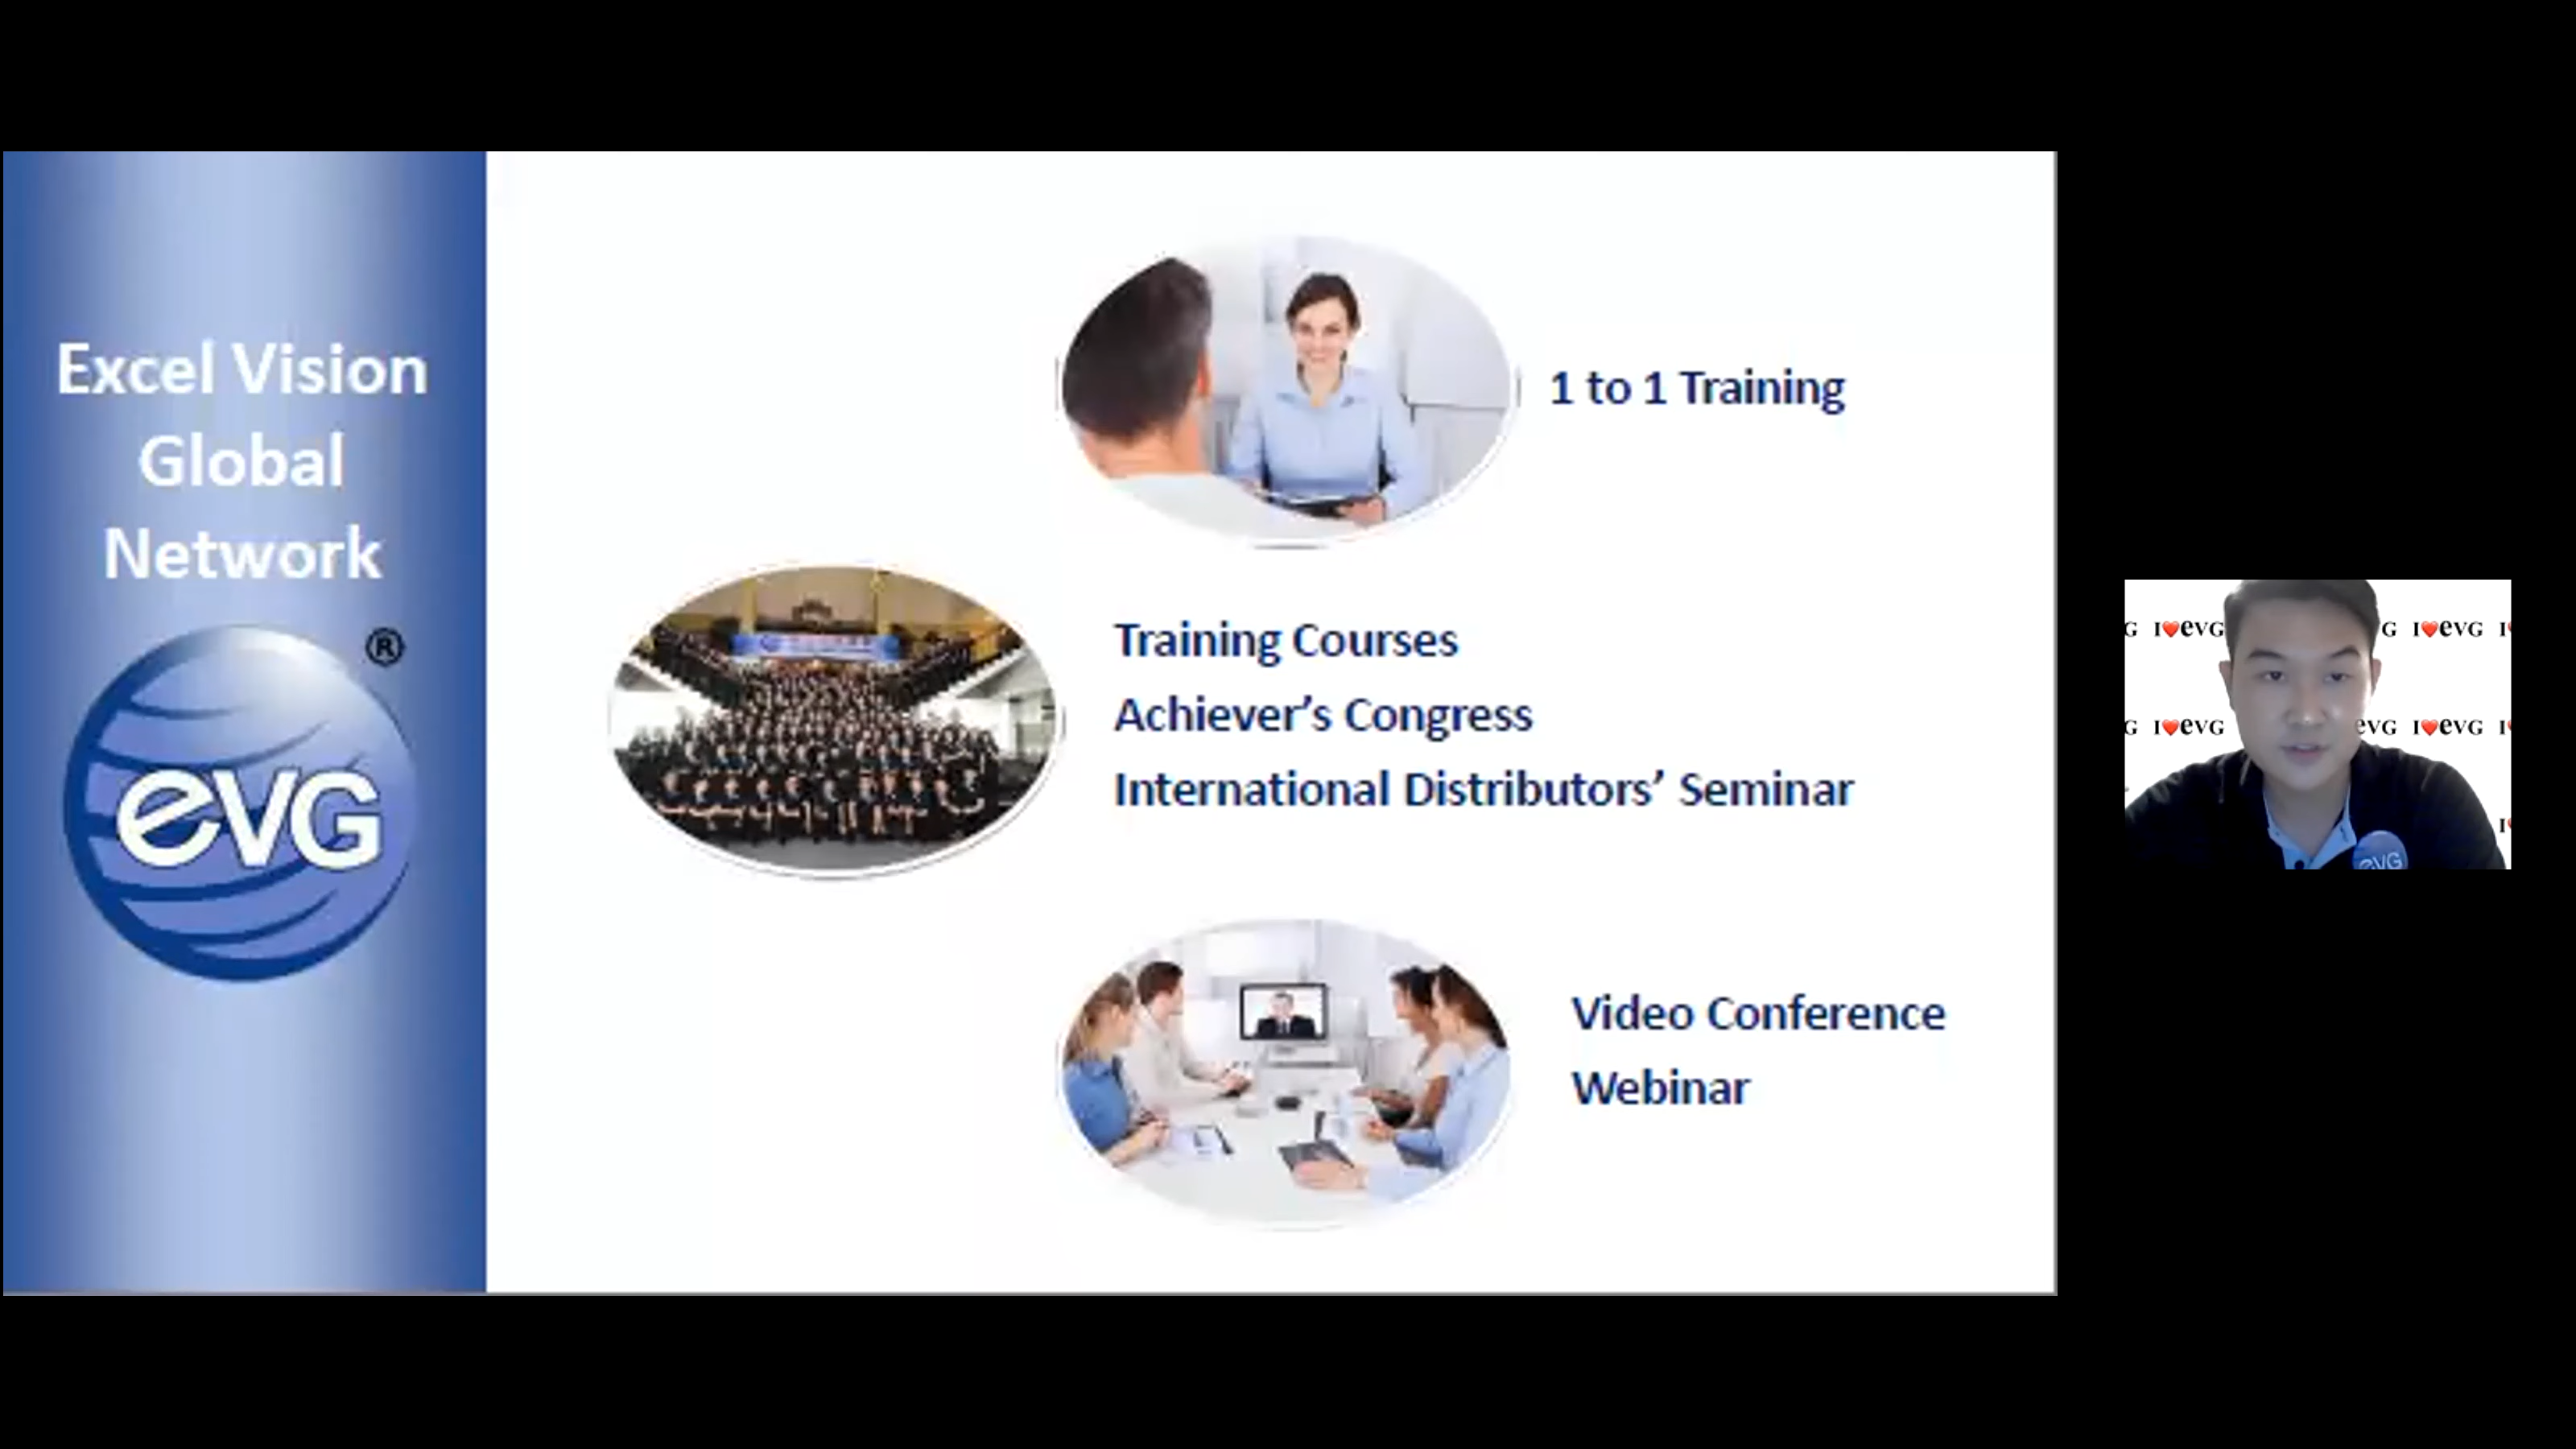 Excel Vision
Global
Network
®
eVG
1 to 1 Training
Training Courses
Achiever’s Congress
International Distributors’ Seminar
Video Conference
Webinar
G I❤eVG G I❤eVG I
G I❤eVG eVG I❤eVG I
I
eVG